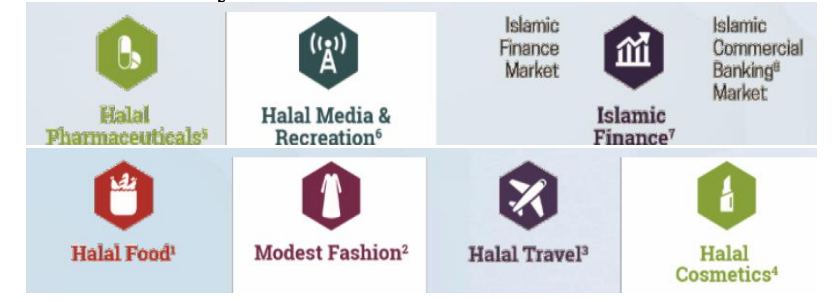 Halal
Pharmaceuticals⁵
Halal Media &
Recreation⁶
Islamic
Finance
Market
Islamic
Finance⁷
Islamic
Commercial
Banking⁸
Market
Halal Food¹
Modest Fashion²
Halal Travel³
Halal
Cosmetics⁴